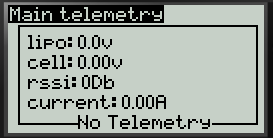 Main telemetry
lipo: 0.0v
cell: 0.00v
rssi: 0Db
current: 0.00A
No Telemetry